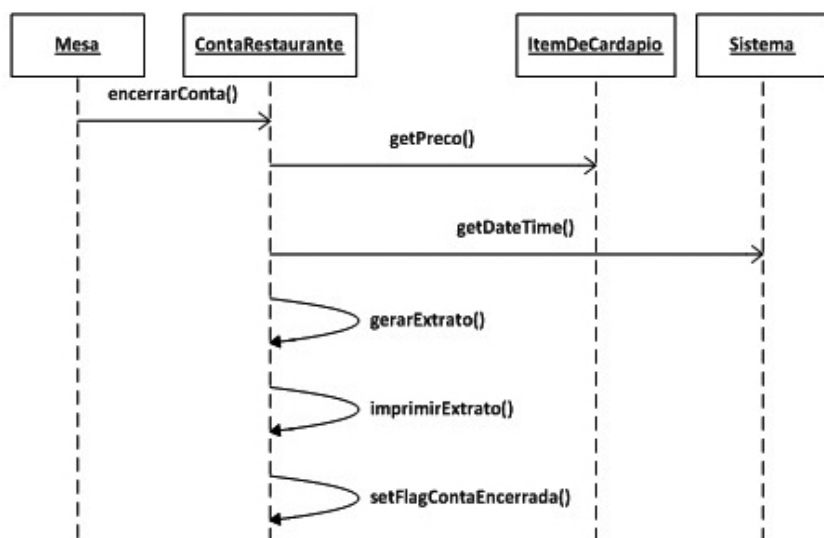 Mesa
ContaRestaurante
ItemDeCardapio
Sistema
encerrarConta()
getPreco()
getDateTime()
gerarExtrato()
imprimirExtrato()
setFlagContaEncerrada()